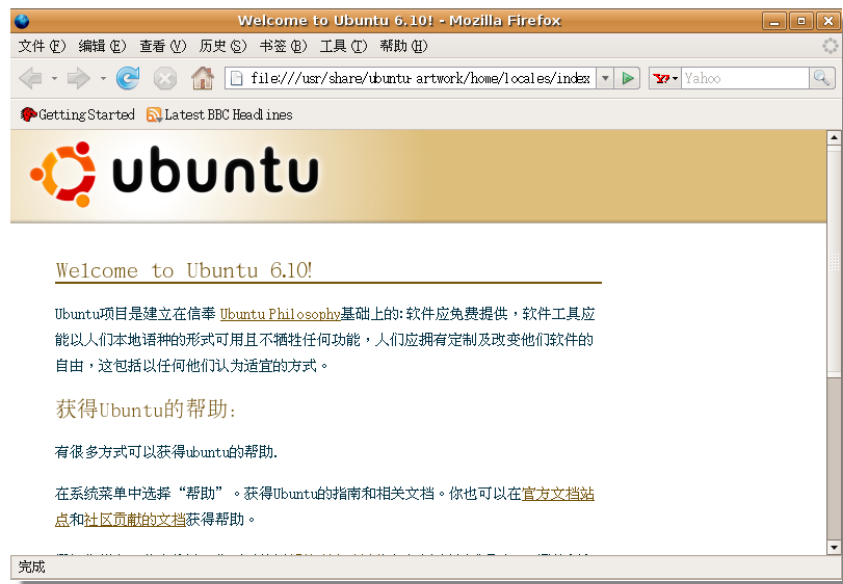 Welcome to Ubuntu 6.10! - Mozilla Firefox
文件(F) 编辑(E) 查看(V) 历史(S) 书签(B) 工具(T) 帮助(H)
file:///usr/share/ubuntu-artwork/home/locales/index Yahoo
Getting Started Latest BBC Headlines
ubuntu
Welcome to Ubuntu 6.10!
Ubuntu项目是建立在信奉 Ubuntu Philosophy基础上的:软件应免费提供，软件工具应
能以人们本地语种的形式可用且不牺牲任何功能，人们应拥有定制及改变他们软件的
自由，这包括以任何他们认为适宜的方式。
获得Ubuntu的帮助:
有很多方式可以获得ubuntu的帮助.
在系统菜单中选择“帮助”。获得Ubuntu的指南和相关文档。你也可以在官方文档站
点和社区贡献的文档获得帮助。
完成